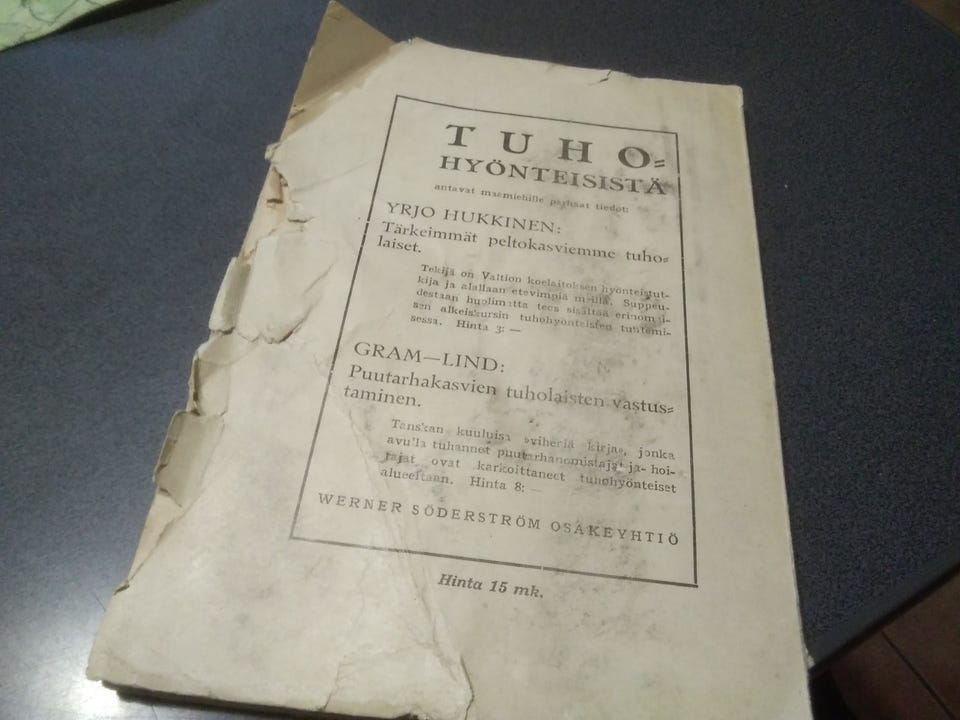 TUHO=
HYÖNTEISISTÄ
antavat maamiehille parhaat tiedot:
YRJO HUKKINEN:
Tärkeimmät peltokasviemme tuho=
laiset.
Tekijä on Valtion koelaitoksen hyönteistut-
kija ja alallaan etevimpiä meillä. Suppeu-
destaan huolimatta teos sisältää erinomai-
sen alkeiskurssin tuhohyönteisten tuntemi-
sessa. Hinta 3: —
GRAM—LIND:
Puutarhakasvien tuholaisten vastus=
taminen.
Tanskan kuuluisa »viheriä kirja», jonka
avulla tuhannet puutarhanomistajat ja- hoi-
tajat ovat karkoittaneet tuhohyönteiset
alueeltaan. Hinta 8: —
WERNER SÖDERSTRÖM OSAKEYHTIÖ
Hinta 15 mk.